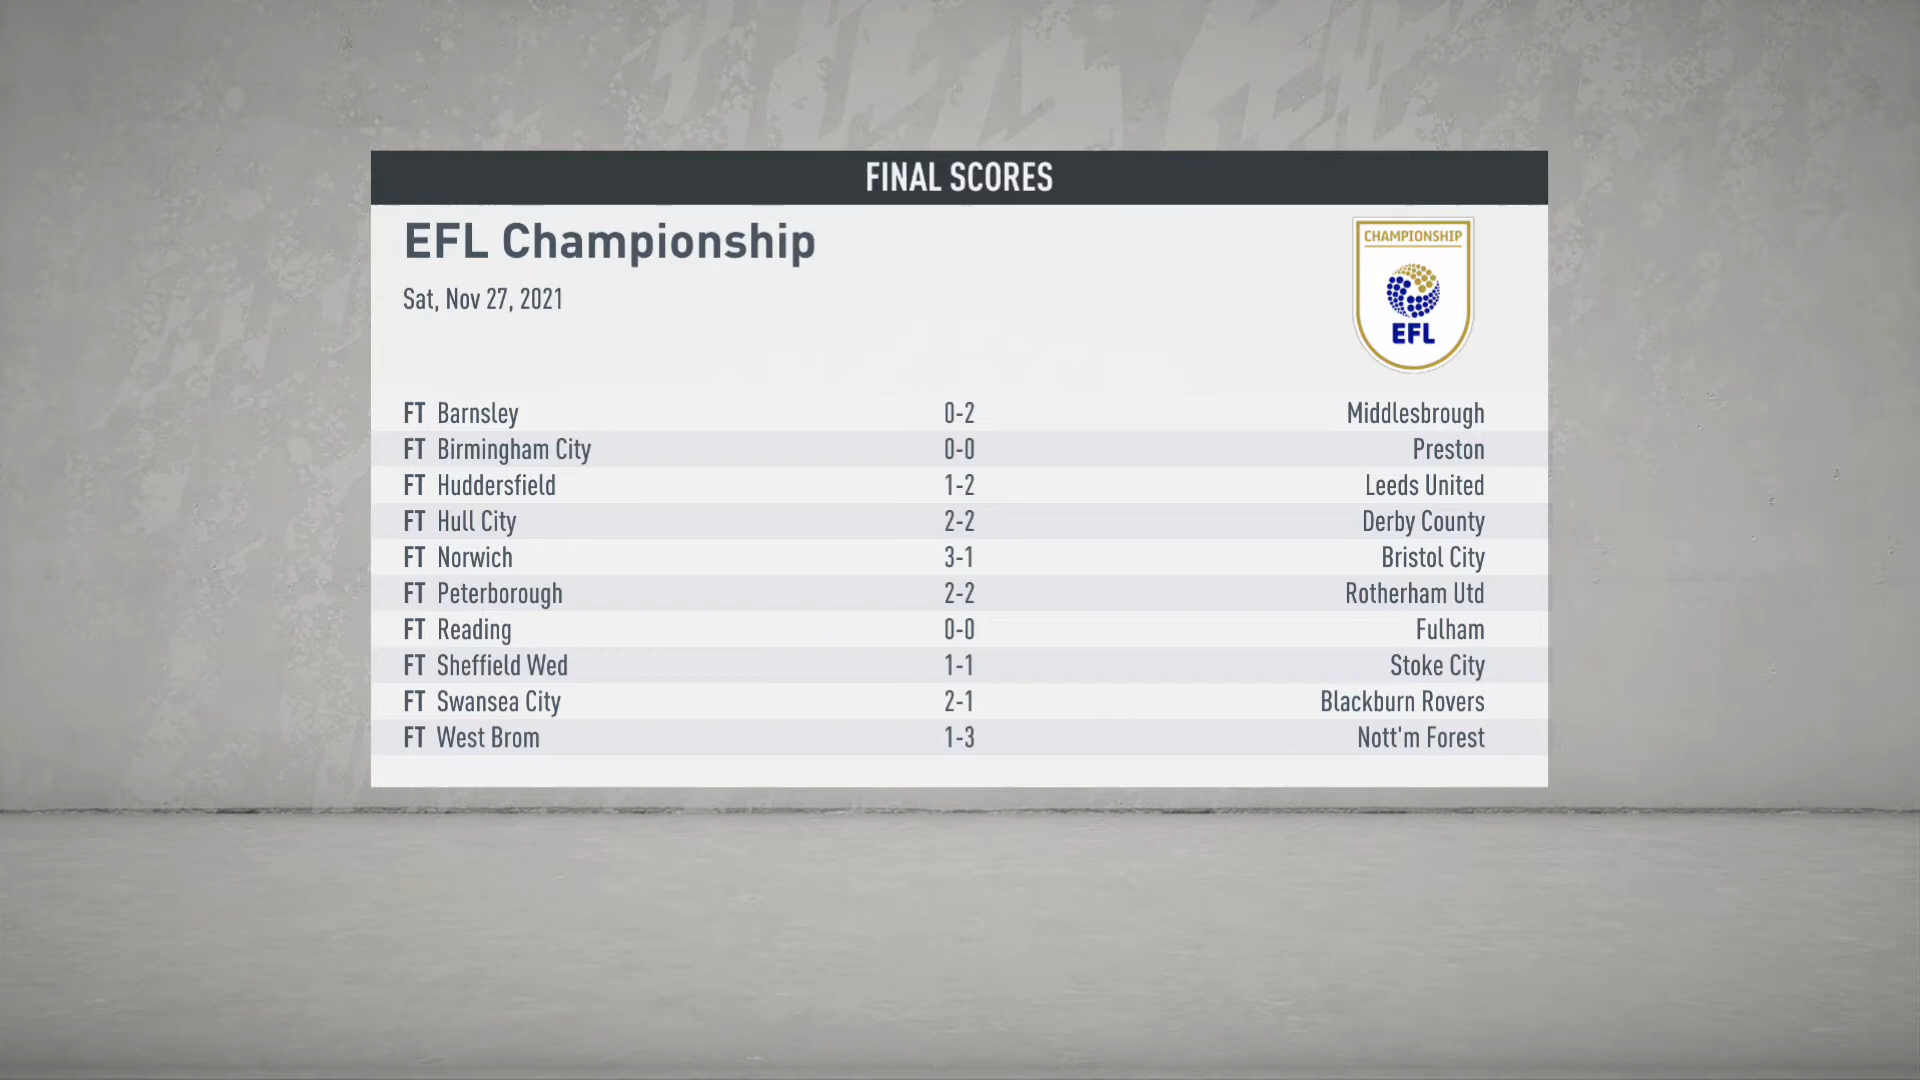 FINAL SCORES
EFL Championship
CHAMPIONSHIP
EFL
Sat, Nov 27, 2021
FT Barnsley 0-2 Middlesbrough
FT Birmingham City 0-0 Preston
FT Huddersfield 1-2 Leeds United
FT Hull City 2-2 Derby County
FT Norwich 3-1 Bristol City
FT Peterborough 2-2 Rotherham Utd
FT Reading 0-0 Fulham
FT Sheffield Wed 1-1 Stoke City
FT Swansea City 2-1 Blackburn Rovers
FT West Brom 1-3 Nott'm Forest